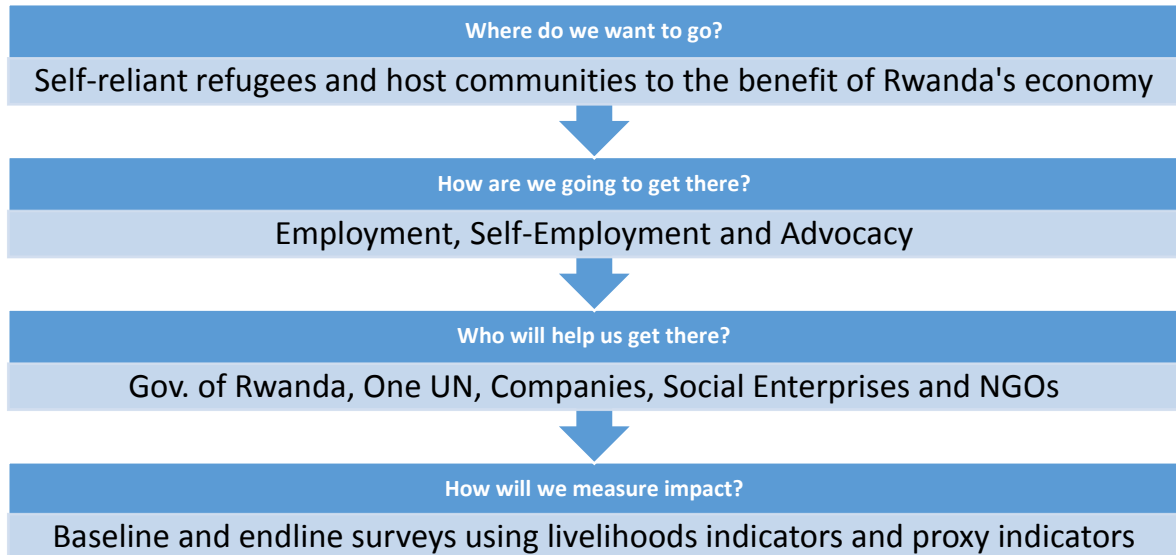 Where do we want to go?
Self-reliant refugees and host communities to the benefit of Rwanda's economy
How are we going to get there?
Employment, Self-Employment and Advocacy
Who will help us get there?
Gov. of Rwanda, One UN, Companies, Social Enterprises and NGOs
How will we measure impact?
Baseline and endline surveys using livelihoods indicators and proxy indicators